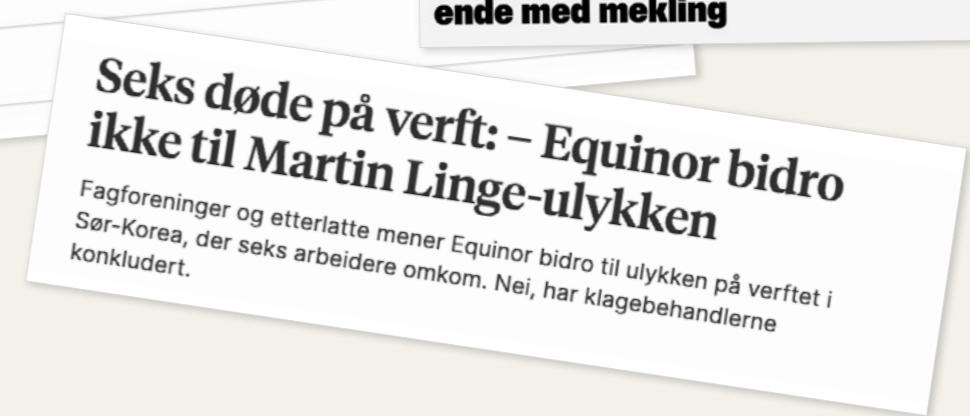 ende med mekling
Seks døde på verft: – Equinor bidro
ikke til Martin Linge-ulykken
Fagforeninger og etterlatte mener Equinor bidro til ulykken på verftet i
Sør-Korea, der seks arbeidere omkom. Nei, har klagebehandlerne
konkludert.